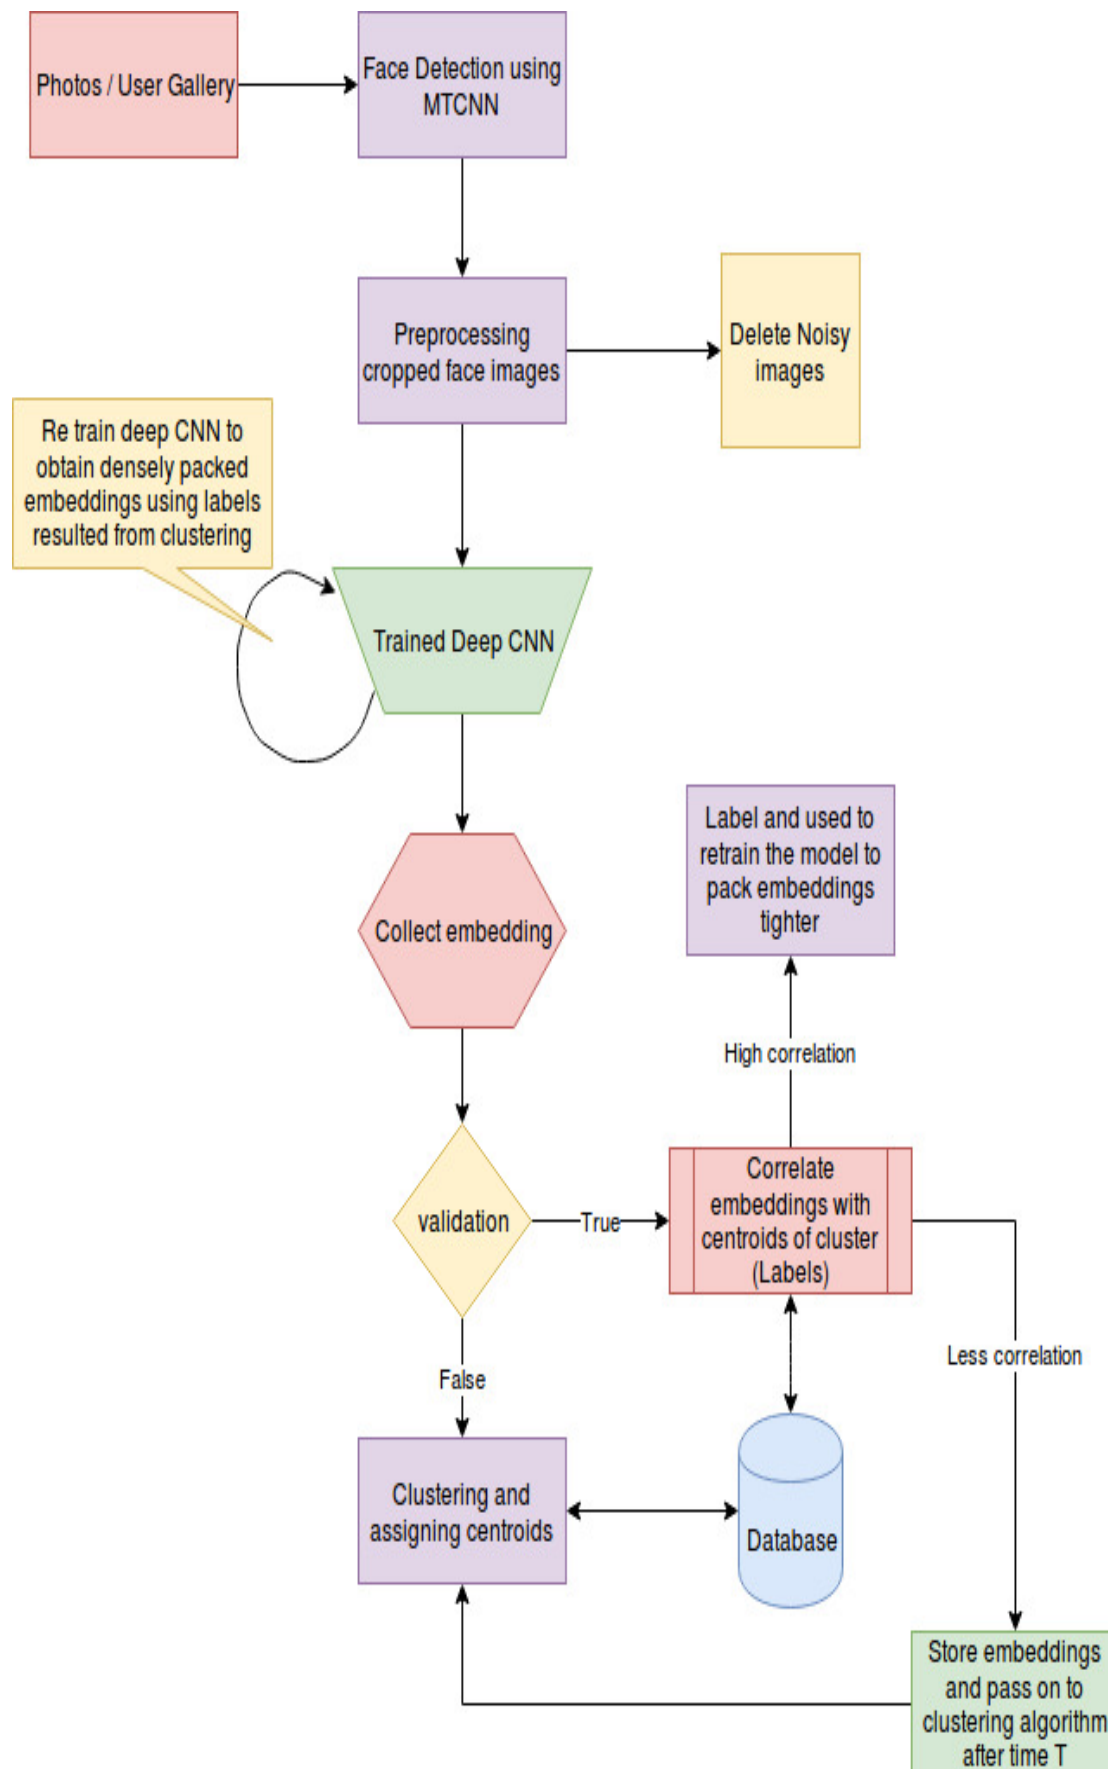 Photos / User Gallery
Face Detection using
MTCNN
Preprocessing
cropped face images
Delete Noisy
images
Re train deep CNN to
obtain densely packed
embeddings using labels
resulted from clustering
Trained Deep CNN
Collect embedding
Label and used to
retrain the model to
pack embeddings
tighter
High correlation
validation
True
Correlate
embeddings with
centroids of cluster
(Labels)
Less correlation
False
Clustering and
assigning centroids
Database
Store embeddings
and pass on to
clustering algorithm
after time T